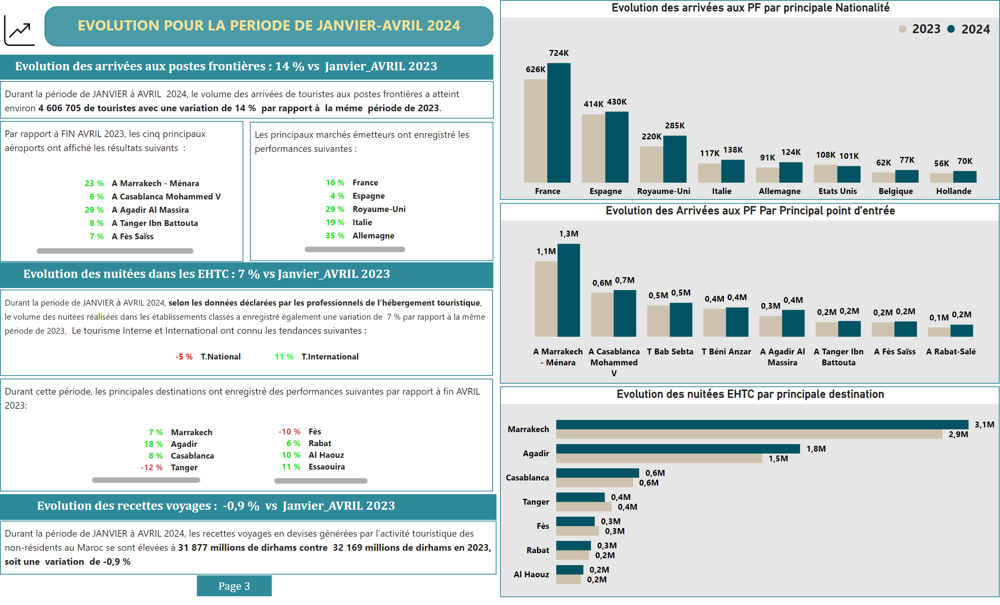 EVOLUTION POUR LA PERIODE DE JANVIER-AVRIL 2024
Evolution des arrivées aux postes frontières : 14 % vs Janvier_AVRIL 2023
Durant la période de JANVIER à AVRIL 2024, le volume des arrivées de touristes aux postes frontières a atteint
environ 4 606 705 de touristes avec une variation de 14 % par rapport à la méme période de 2023.
Par rapport à FIN AVRIL 2023, les cinq principaux
aéroports ont affiché les résultats suivants :
23 % A Marrakech - Ménara
6 % A Casablanca Mohammed V
29 % A Agadir Al Massira
8 % A Tanger Ibn Battouta
7 % A Fès Saïss
Les principaux marchés émetteurs ont enregistré les
performances suivantes :
16 % France
4 % Espagne
29 % Royaume-Uni
19 % Italie
35 % Allemagne
Evolution des nuitées dans les EHTC : 7 % vs Janvier_AVRIL 2023
Durant la periode de JANVIER à AVRIL 2024, selon les données déclarées par les professionnels de l’hébergement touristique,
le volume des nuitées réalisées dans les établissements classés a enregistré également une variation de 7 % par rapport à la même
période de 2023, Le tourisme Interne et International ont connu les tendances suivantes :
-5 % T.National 11 % T.International
Durant cette période, les principales destinations ont enregistré des performances suivantes par rapport à fin AVRIL
2023:
7 % Marrakech
18 % Agadir
8 % Casablanca
-12 % Tanger
-10 % Fès
6 % Rabat
10 % Al Haouz
11 % Essaouira
Evolution des recettes voyages : -0,9 % vs Janvier_AVRIL 2023
Durant la période de JANVIER à AVRIL 2024, les recettes voyages en devises générées par l’activité touristique des
non-résidents au Maroc se sont élevées à 31 877 millions de dirhams contre 32 169 millions de dirhams en 2023,
soit une variation de -0,9 %
Page 3
Evolution des arrivées aux PF par principale Nationalité
2023 2024
626K 724K
414K 430K
220K 285K
117K 138K
91K 124K
108K 101K
62K 77K
56K 70K
France Espagne Royaume-Uni Italie Allemagne Etats Unis Belgique Hollande
Evolution des Arrivées aux PF Par Principal point d'entrée
1,1M 1,3M
0,6M 0,7M
0,5M 0,5M
0,4M 0,4M
0,3M 0,4M
0,2M 0,2M
0,2M 0,2M
0,1M 0,2M
A Marrakech A Casablanca T Bab Sebta T Béni Anzar A Agadir Al A Tanger Ibn A Fès Saïss A Rabat-Salé
- Ménara Mohammed Massira Battouta
V
Evolution des nuitées EHTC par principale destination
Marrakech 3,1M
2,9M
Agadir 1,8M
1,5M
Casablanca 0,6M
0,6M
Tanger 0,4M
0,4M
Fès 0,3M
0,3M
Rabat 0,3M
0,2M
Al Haouz 0,2M
0,2M